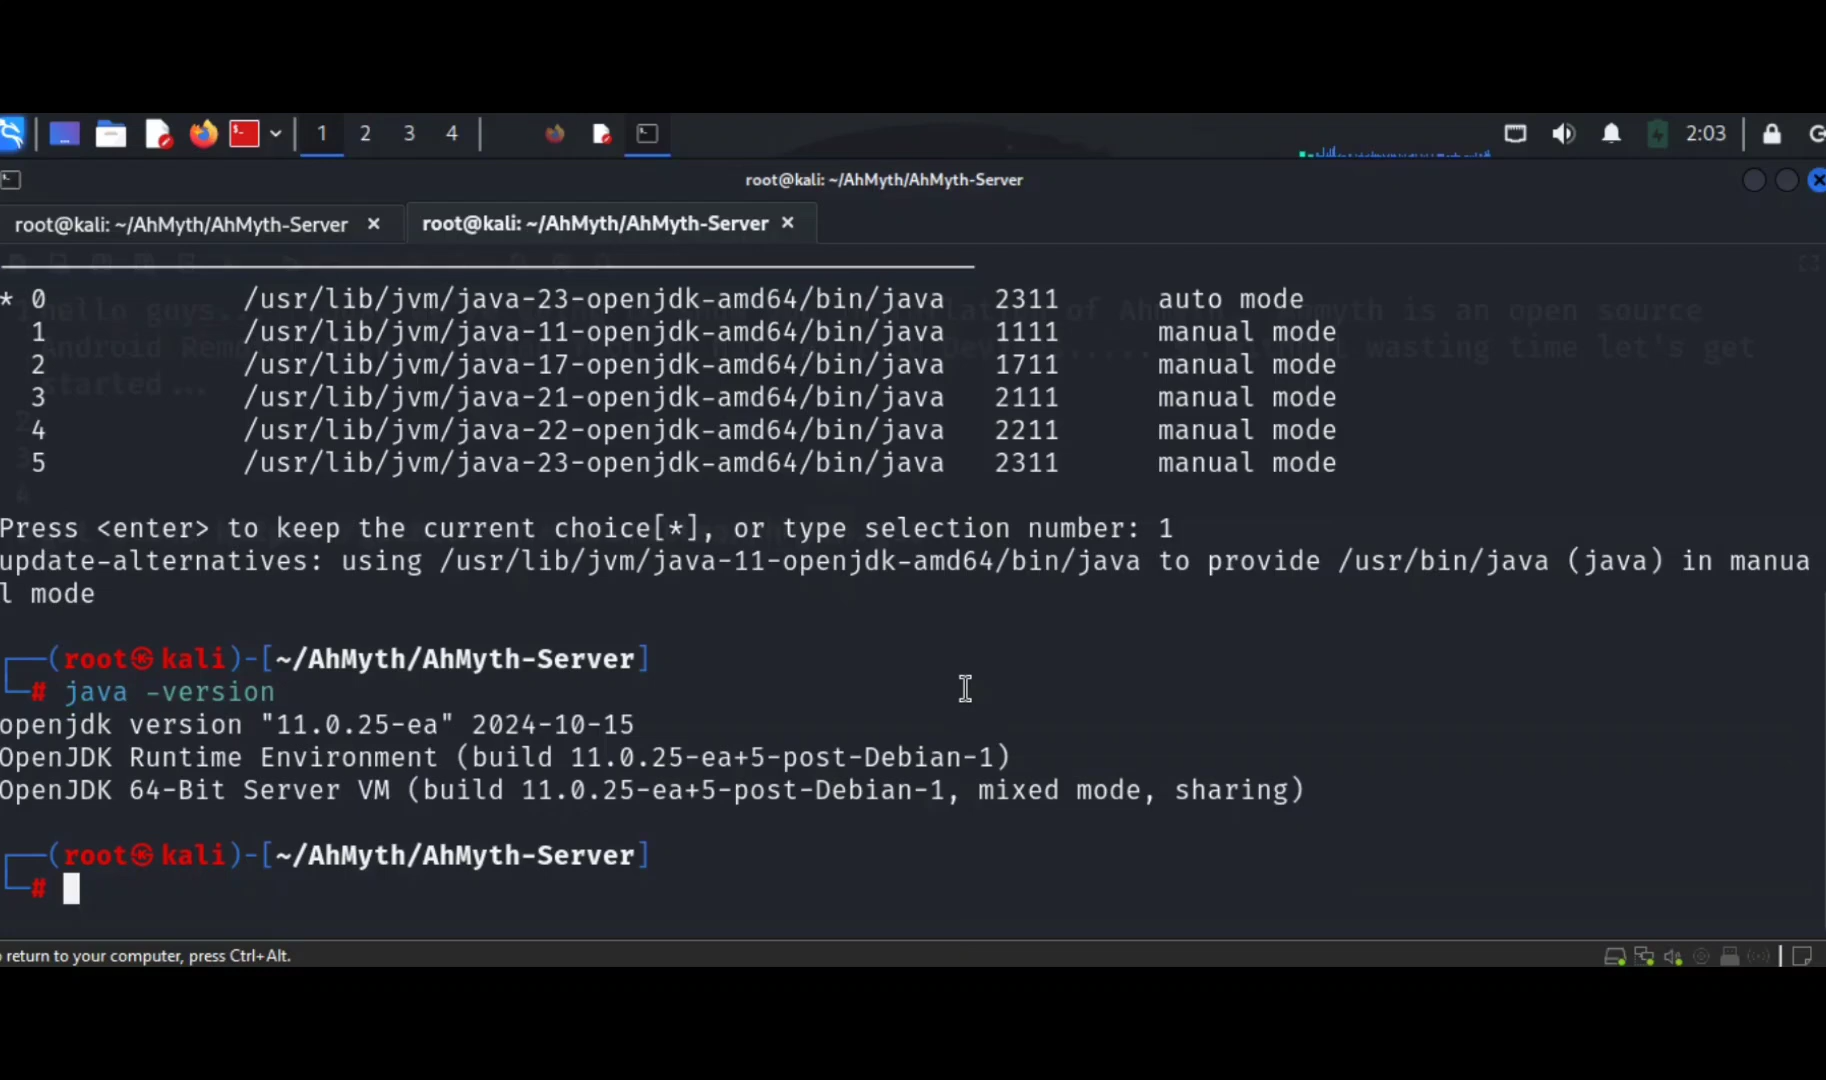 1 2 3 4 2:03
root@kali: ~/AhMyth/AhMyth-Server
root@kali: ~/AhMyth/AhMyth-Server × root@kali: ~/AhMyth/AhMyth-Server ×
* 0 /usr/lib/jvm/java-23-openjdk-amd64/bin/java 2311 auto mode
1 /usr/lib/jvm/java-11-openjdk-amd64/bin/java 1111 manual mode
2 /usr/lib/jvm/java-17-openjdk-amd64/bin/java 1711 manual mode
3 /usr/lib/jvm/java-21-openjdk-amd64/bin/java 2111 manual mode
4 /usr/lib/jvm/java-22-openjdk-amd64/bin/java 2211 manual mode
5 /usr/lib/jvm/java-23-openjdk-amd64/bin/java 2311 manual mode
Press <enter> to keep the current choice[*], or type selection number: 1
update-alternatives: using /usr/lib/jvm/java-11-openjdk-amd64/bin/java to provide /usr/bin/java (java) in manua
l mode
(root㉿kali)-[~/AhMyth/AhMyth-Server]
# java -version
openjdk version "11.0.25-ea" 2024-10-15
OpenJDK Runtime Environment (build 11.0.25-ea+5-post-Debian-1)
OpenJDK 64-Bit Server VM (build 11.0.25-ea+5-post-Debian-1, mixed mode, sharing)
(root㉿kali)-[~/AhMyth/AhMyth-Server]
#
return to your computer, press Ctrl+Alt.